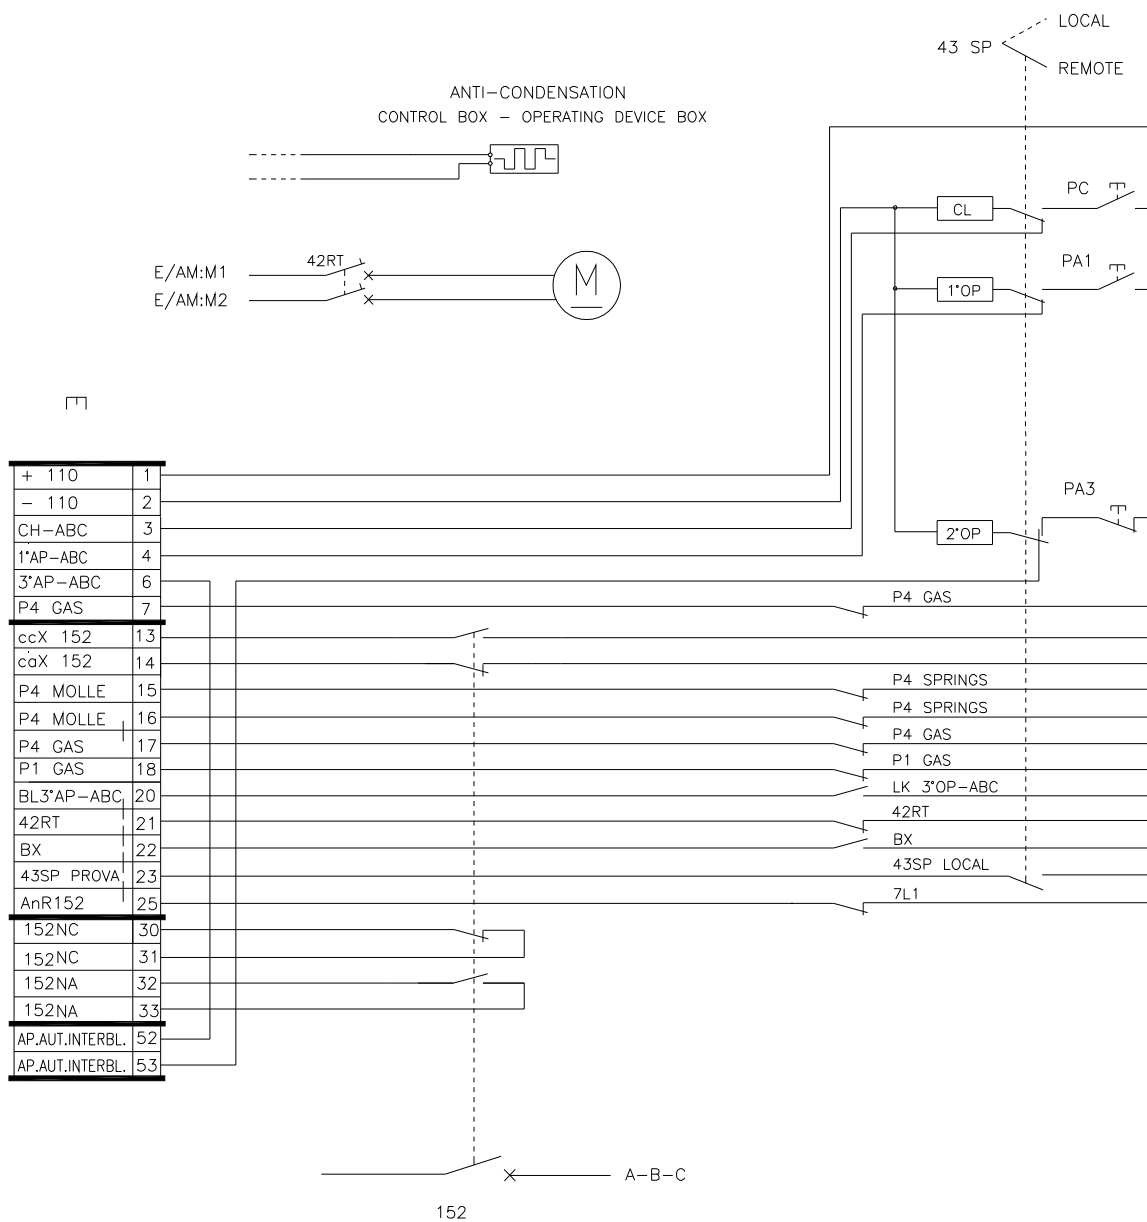 LOCAL
43 SP
REMOTE
ANTI-CONDENSATION
CONTROL BOX - OPERATING DEVICE BOX
PC
CL
PA1
42RT
E/AM:M1
E/AM:M2
M
1°OP
+ 110 1
- 110 2
CH-ABC 3
1°AP-ABC 4
3°AP-ABC 6
P4 GAS 7
ccX 152 13
caX 152 14
P4 MOLLE 15
P4 MOLLE 16
P4 GAS 17
P1 GAS 18
BL3°AP-ABC 20
42RT 21
BX 22
43SP PROVA 23
AnR152 25
152NC 30
152NC 31
152NA 32
152NA 33
AP.AUT.INTERBL. 52
AP.AUT.INTERBL. 53
PA3
2°OP
P4 GAS
P4 SPRINGS
P4 SPRINGS
P4 GAS
P1 GAS
LK 3°OP-ABC
42RT
BX
43SP LOCAL
7L1
A-B-C
152